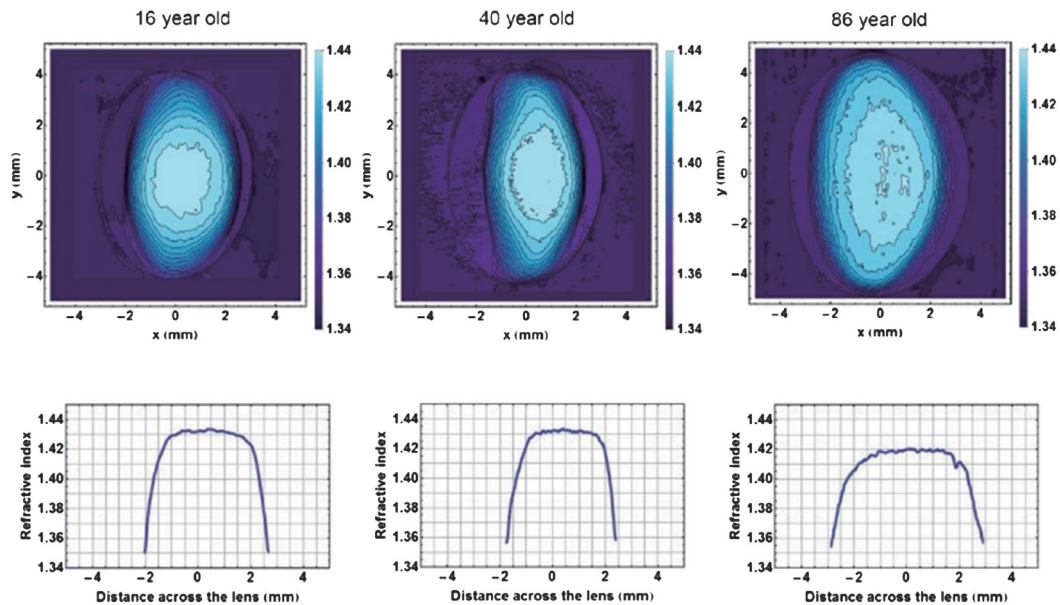 16 year old
40 year old
86 year old
1.44
1.42
1.40
1.38
1.36
1.34
y (mm)
4
2
0
−2
−4
−4 −2 0 2 4
x (mm)
1.44
1.42
1.40
1.38
1.36
1.34
y (mm)
4
2
0
−2
−4
−4 −2 0 2 4
x (mm)
1.44
1.42
1.40
1.38
1.36
1.34
y (mm)
4
2
0
−2
−4
−4 −2 0 2 4
x (mm)
Refractive index
1.44
1.42
1.40
1.38
1.36
1.34
−4 −2 0 2 4
Distance across the lens (mm)
Refractive index
1.44
1.42
1.40
1.38
1.36
1.34
−4 −2 0 2 4
Distance across the lens (mm)
Refractive index
1.44
1.42
1.40
1.38
1.36
1.34
−4 −2 0 2 4
Distance across the lens (mm)